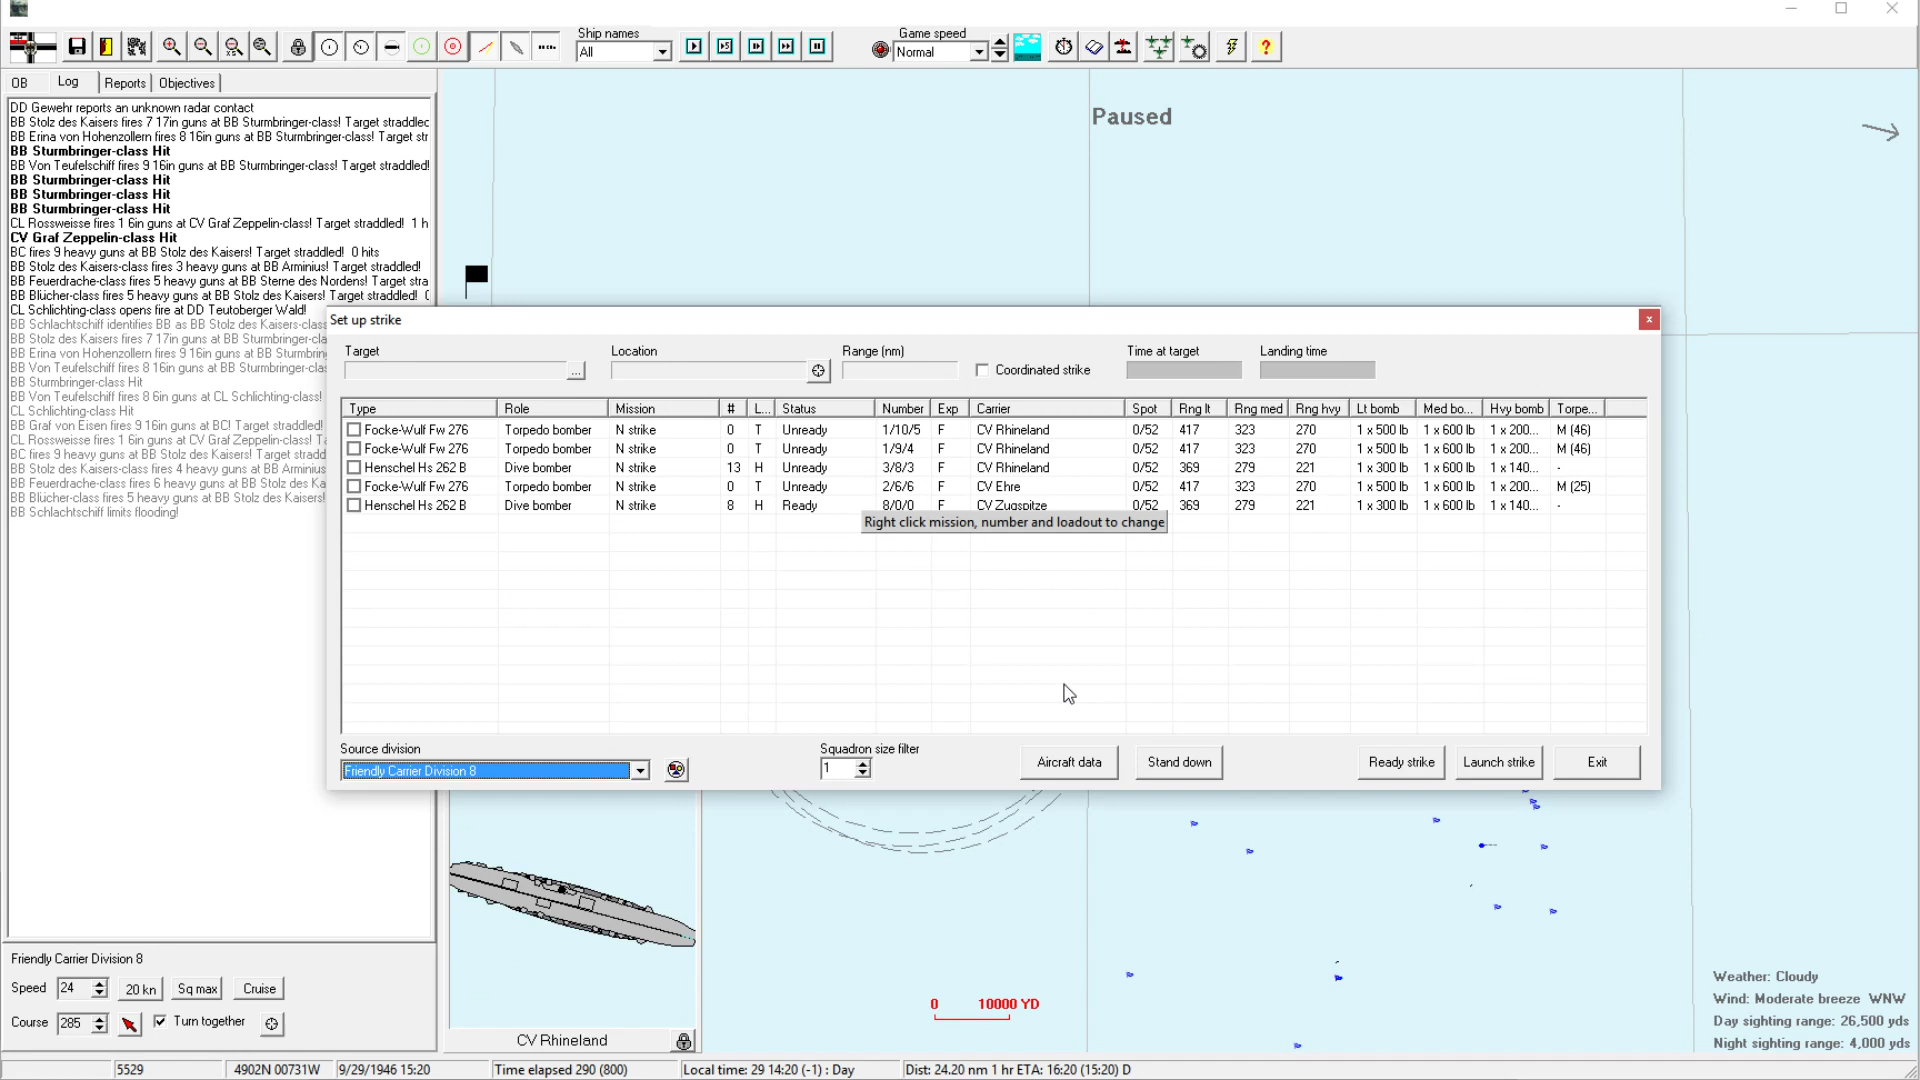 Ship names
All
Game speed
Normal
OB Log Reports Objectives
DD Gewehr reports an unknown radar contact
BB Stolz des Kaisers fires 7 17in guns at BB Sturmbringer-class! Target straddled
BB Erina von Hohenzollern fires 8 16in guns at BB Sturmbringer-class! Target str
BB Sturmbringer-class Hit
BB Von Teufelschiff fires 9 16in guns at BB Sturmbringer-class! Target straddled!
BB Sturmbringer-class Hit
BB Sturmbringer-class Hit
BB Sturmbringer-class Hit
CL Rossweisse fires 1 6in guns at CV Graf Zeppelin-class! Target straddled! 1 h
CV Graf Zeppelin-class Hit
BC fires 9 heavy guns at BB Stolz des Kaisers! Target straddled! 0 hits
BB Stolz des Kaisers-class fires 3 heavy guns at BB Arminius! Target straddled!
BB Feuerdrache-class fires 5 heavy guns at BB Sterne des Nordens! Target stra
BB Blücher-class fires 5 heavy guns at BB Stolz des Kaisers! Target straddled! (
CL Schlichting-class opens fire at DD Teutoberger Wald!
BB Schlachtschiff identifies BB as BB Stolz des Kaisers-class
BB Stolz des Kaisers fires 7 17in guns at BB Sturmbringer
BB Erina von Hohenzollern fires 9 16in guns at BB Sturmb
BB Von Teufelschiff fires 8 16in guns at BB Sturmbringer-
BB Sturmbringer-class Hit
BB Von Teufelschiff fires 8 6in guns at CL Schlichting-class!
CL Schlichting-class Hit
BB Graf von Eisen fires 9 16in guns at BC! Target straddled!
CL Rossweisse fires 1 6in guns at CV Graf Zeppelin-class! T
BC fires 9 heavy guns at BB Stolz des Kaisers! Target stradd
BB Stolz des Kaisers-class fires 4 heavy guns at BB Arminius
BB Feuerdrache-class fires 6 heavy guns at BB Stolz des Ka
BB Blücher-class fires 5 heavy guns at BB Stolz des Kaisers!
BB Schlachtschiff limits flooding!
Paused
Set up strike
x
Target Location Range (nm) Coordinated strike Time at target Landing time
...
Type Role Mission # L... Status Number Exp Carrier Spot Rng lt Rng med Rng hvy Lt bomb Med bo... Hvy bomb Torpe...
Focke-Wulf Fw 276 Torpedo bomber N strike 0 T Unready 1/10/5 F CV Rhineland 0/52 417 323 270 1 x 500 lb 1 x 600 lb 1 x 200... M (46)
Focke-Wulf Fw 276 Torpedo bomber N strike 0 T Unready 1/9/4 F CV Rhineland 0/52 417 323 270 1 x 500 lb 1 x 600 lb 1 x 200... M (46)
Henschel Hs 262 B Dive bomber N strike 13 H Unready 3/8/3 F CV Rhineland 0/52 369 279 221 1 x 300 lb 1 x 600 lb 1 x 140... -
Focke-Wulf Fw 276 Torpedo bomber N strike 0 T Unready 2/6/6 F CV Ehre 0/52 417 323 270 1 x 500 lb 1 x 600 lb 1 x 200... M (25)
Henschel Hs 262 B Dive bomber N strike 8 H Ready 8/0/0 F CV Zugspitze 0/52 369 279 221 1 x 300 lb 1 x 600 lb 1 x 140... -
Right click mission, number and loadout to change
Source division
Friendly Carrier Division 8
Squadron size filter
1
Aircraft data Stand down Ready strike Launch strike Exit
Friendly Carrier Division 8
Speed 24 20 kn Sq max Cruise
Course 285 Turn together
CV Rhineland
0 10000 YD
Weather: Cloudy
Wind: Moderate breeze WNW
Day sighting range: 26,500 yds
Night sighting range: 4,000 yds
5529 4902N 00731W 9/29/1946 15:20 Time elapsed 290 (800) Local time: 29 14:20 (-1) : Day Dist: 24.20 nm 1 hr ETA: 16:20 (15:20) D